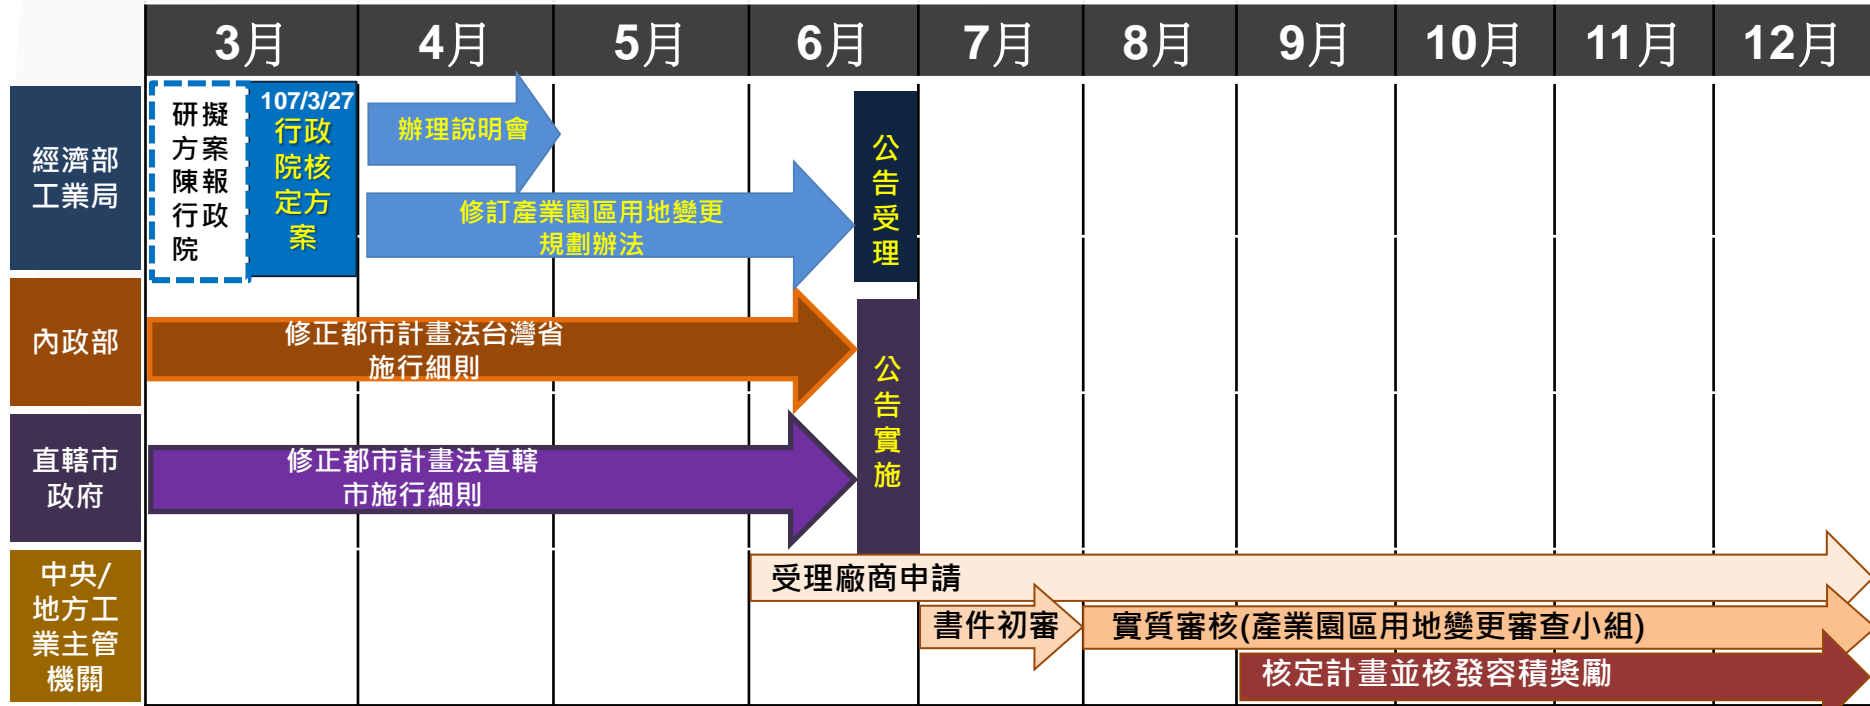 3月
4月
5月
6月
7月
8月
9月
10月
11月
12月
經濟部
工業局
研擬
方案
陳報
行政
院
107/3/27
行政
院核
定方
案
辦理說明會
修訂產業園區用地變更
規劃辦法
公
告
受
理
內政部
修正都市計畫法台灣省
施行細則
公
告
實
施
直轄市
政府
修正都市計畫法直轄
市施行細則
中央/
地方工
業主管
機關
受理廠商申請
書件初審
實質審核(產業園區用地變更審查小組)
核定計畫並核發容積獎勵